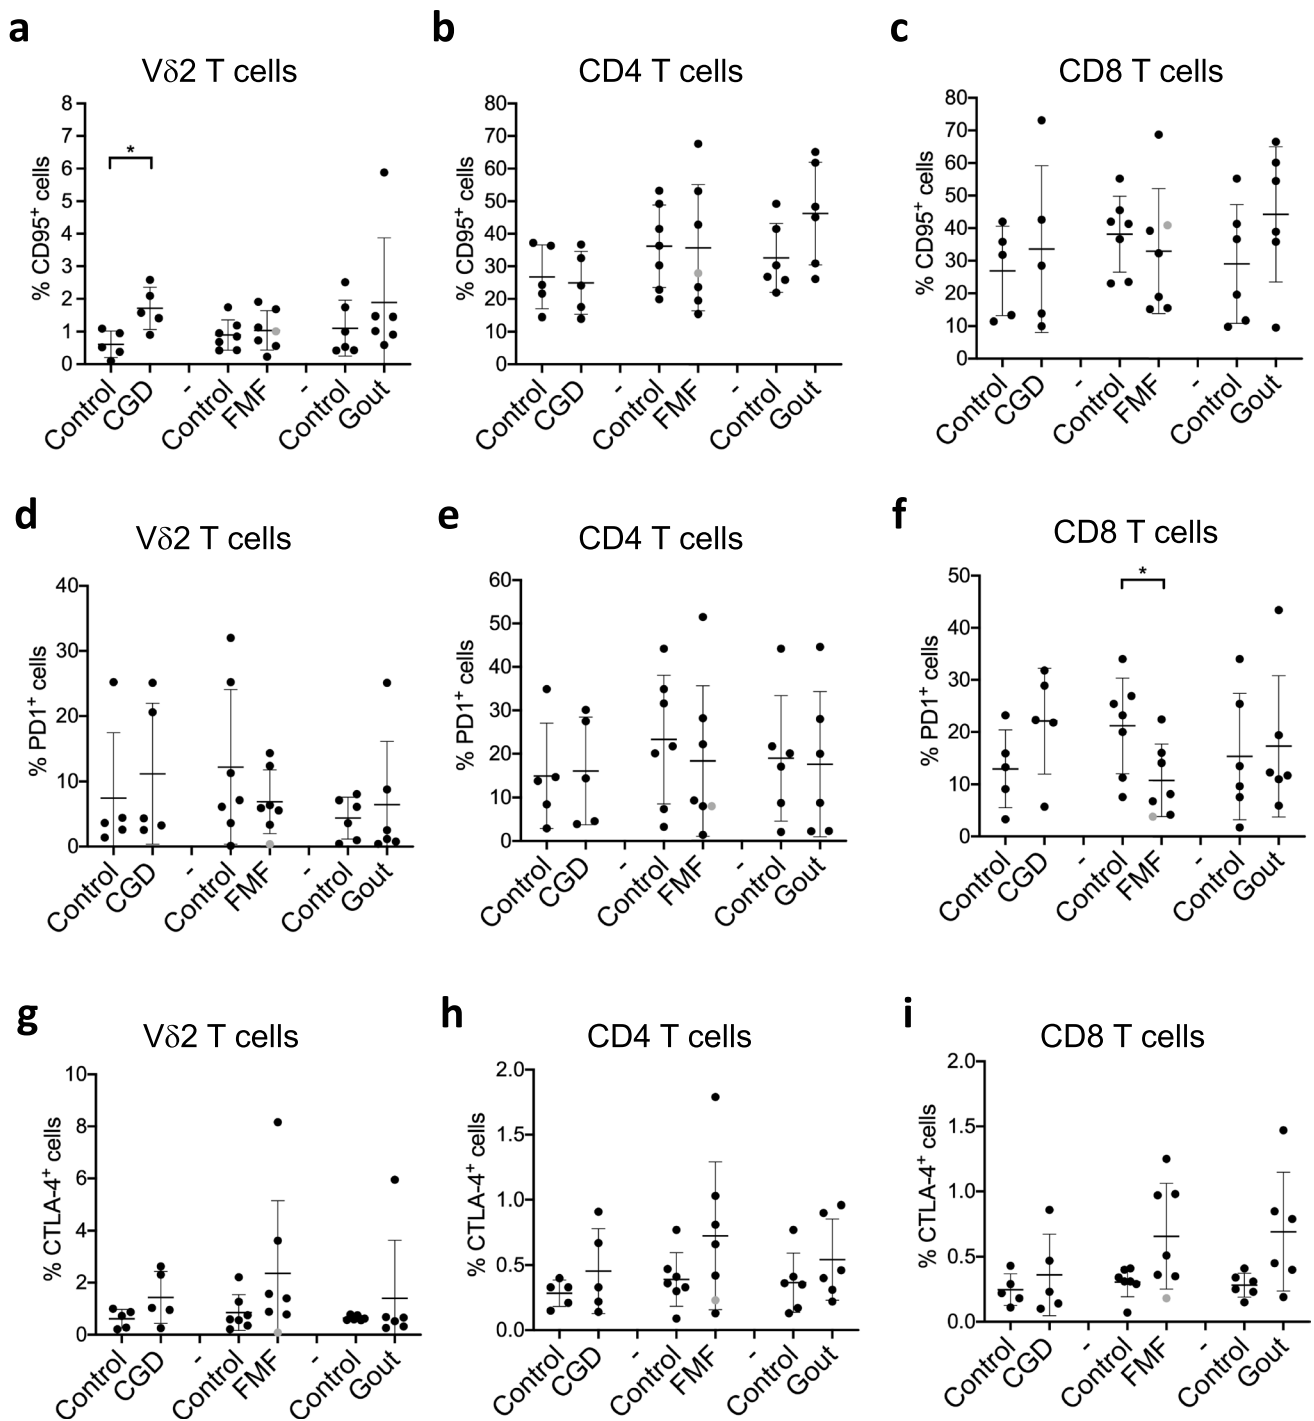 a
Vδ2 T cells
% CD95+ cells
8
7
6
5
4
3
2
1
0
*
Control
CGD
-
Control
FMF
-
Control
Gout
b
CD4 T cells
% CD95+ cells
80
70
60
50
40
30
20
10
0
Control
CGD
-
Control
FMF
-
Control
Gout
c
CD8 T cells
% CD95+ cells
80
70
60
50
40
30
20
10
0
Control
CGD
-
Control
FMF
-
Control
Gout
d
Vδ2 T cells
% PD1+ cells
40
30
20
10
0
Control
CGD
-
Control
FMF
-
Control
Gout
e
CD4 T cells
% PD1+ cells
60
50
40
30
20
10
0
Control
CGD
-
Control
FMF
-
Control
Gout
f
CD8 T cells
% PD1+ cells
50
40
30
20
10
0
*
Control
CGD
-
Control
FMF
-
Control
Gout
g
Vδ2 T cells
% CTLA-4+ cells
10
8
6
4
2
0
Control
CGD
-
Control
FMF
-
Control
Gout
h
CD4 T cells
% CTLA-4+ cells
2.0
1.5
1.0
0.5
0.0
Control
CGD
-
Control
FMF
-
Control
Gout
i
CD8 T cells
% CTLA-4+ cells
2.0
1.5
1.0
0.5
0.0
Control
CGD
-
Control
FMF
-
Control
Gout